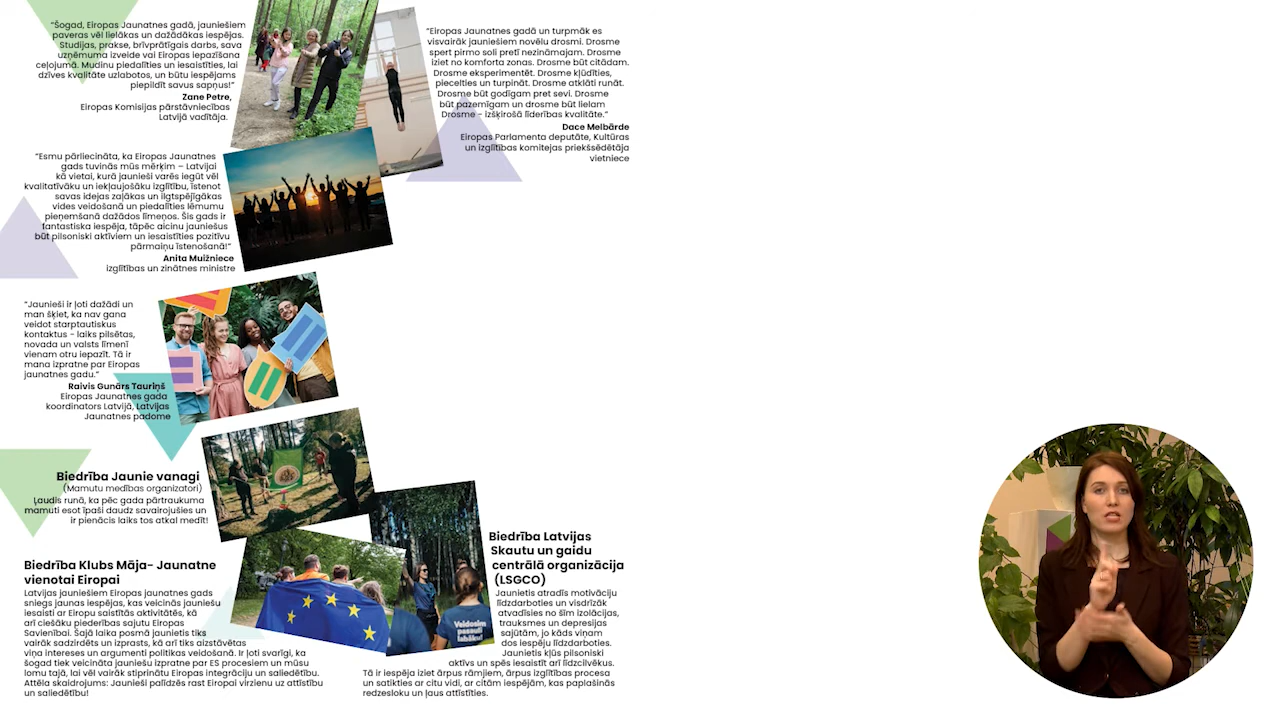 “Šogad, Eiropas Jaunatnes gadā, jauniešiem
paveras vēl lielākas un dažādākas iespējas.
Studijas, prakse, brīvprātīgais darbs, sava
uzņēmuma izveide vai Eiropas iepazīšana
ceļojumā. Mudinu piedalīties un iesaistīties, lai
dzīves kvalitāte uzlabotos, un būtu iespējams
piepildīt savus sapņus!”
Zane Petre,
Eiropas Komisijas pārstāvniecības
Latvijā vadītāja.
“Eiropas Jaunatnes gadā un turpmāk es
visvairāk jauniešiem novēlu drosmi. Drosme
spert pirmo soli pretī nezināmajam. Drosme
iziet no komforta zonas. Drosme būt citādam.
Drosme eksperimentēt. Drosme kļūdīties,
piecelties un turpināt. Drosme atklāti runāt.
Drosme būt godīgam pret sevi. Drosme
būt pazemīgam un drosme būt lielam
Drosme - izšķirošā līderības kvalitāte.”
Dace Melbārde
Eiropas Parlamenta deputāte, Kultūras
un izglītības komitejas priekšsēdētāja
vietniece
“Esmu pārliecināta, ka Eiropas Jaunatnes
gads tuvinās mūs mērķim – Latvijai
kā vietai, kurā jaunieši varēs iegūt vēl
kvalitatīvāku un iekļaujošāku izglītību, īstenot
savas idejas zaļākas un ilgtspējīgākas
vides veidošanā un piedalīties lēmumu
pieņemšanā dažādos līmeņos. Šis gads ir
fantastiska iespēja, tāpēc aicinu jauniešus
būt pilsoniski aktīviem un iesaistīties pozitīvu
pārmaiņu īstenošanā!”
Anita Muižniece
izglītības un zinātnes ministre
“Jaunieši ir ļoti dažādi un
man šķiet, ka nav gana
veidot starptautiskus
kontaktus - laiks pilsētas,
novada un valsts līmenī
vienam otru iepazīt. Tā ir
mana izpratne par Eiropas
jaunatnes gadu.”
Raivis Gunārs Tauriņš
Eiropas Jaunatnes gada
koordinators Latvijā, Latvijas
Jaunatnes padome
Biedrība Jaunie vanagi
(Mamutu medības organizatori)
Ļaudis runā, ka pēc gada pārtraukuma
mamuti esot īpaši daudz savairojušies un
ir pienācis laiks tos atkal medīt!
Biedrība Klubs Māja- Jaunatne
vienotai Eiropai
Latvijas jauniešiem Eiropas jaunatnes gads
sniegs jaunas iespējas, kas veicinās jauniešu
iesaisti ar Eiropu saistītās aktivitātēs, kā
arī ciešāku piederības sajutu Eiropas
Savienībai. Šajā laika posmā jaunietis tiks
vairāk sadzirdēts un izprasts, kā arī tiks aizstāvētas
viņa intereses un argumenti politikas veidošanā. Ir ļoti svarīgi, ka
šogad tiek veicināta jauniešu izpratne par ES procesiem un mūsu
lomu tajā, lai vēl vairāk stiprinātu Eiropas integrāciju un saliedētību.
Attēla skaidrojums: Jaunieši palīdzēs rast Eiropai virzienu uz attīstību
un saliedētību!
Veidosim
pasauli
labāku!
Biedrība Latvijas
Skautu un gaidu
centrālā organizācija
(LSGCO)
Jaunietis atradīs motivāciju
līdzdarboties un visdrīzāk
atvadīsies no šīm izolācijas,
trauksmes un depresijas
sajūtām, jo kāds viņam
dos iespēju līdzdarboties.
Jaunietis kļūs pilsoniski
aktīvs un spēs iesaistīt arī līdzcilvēkus.
Tā ir iespēja iziet ārpus rāmjiem, ārpus izglītības procesa
un satikties ar citu vidi, ar citām iespējām, kas paplašinās
redzesloku un ļaus attīstīties.